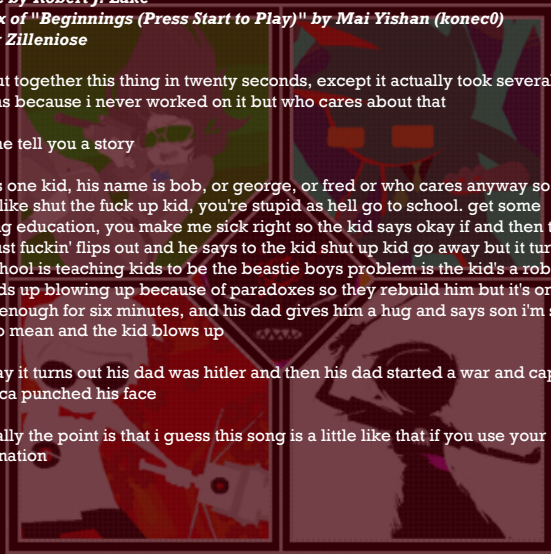 by Robert J. Lake
x of "Beginnings (Press Start to Play)" by Mai Yishan (konec0)
Zilleniose
ut together this thing in twenty seconds, except it actually took several
s because i never worked on it but who cares about that
e tell you a story
s one kid, his name is bob, or george, or fred or who cares anyway so
like shut the fuck up kid, you're stupid as hell go to school. get some
g education, you make me sick right so the kid says okay if and then t
ust fuckin' flips out and he says to the kid shut up kid go away but it tur
hool is teaching kids to be the beastie boys problem is the kid's a rob
ds up blowing up because of paradoxes so they rebuild him but it's or
enough for six minutes, and his dad gives him a hug and says son i'm s
o mean and the kid blows up
ay it turns out his dad was hitler and then his dad started a war and cap
ca punched his face
ally the point is that i guess this song is a little like that if you use your
nation